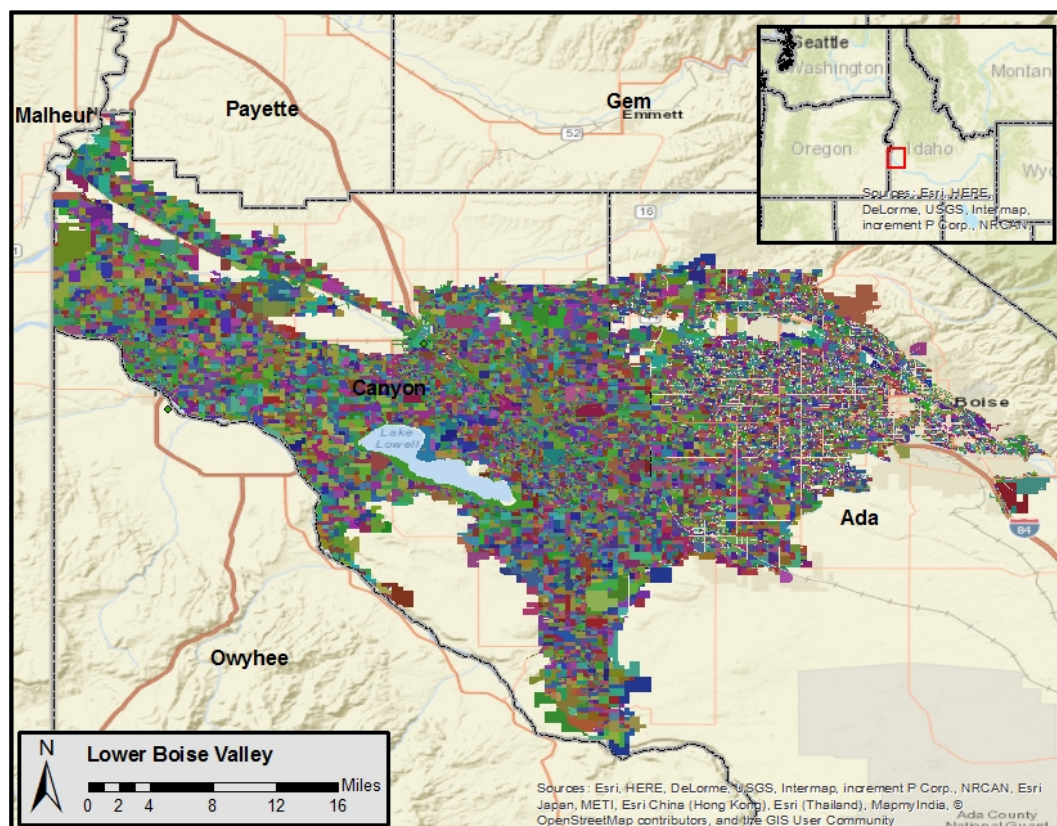 Seattle
Washington
Montan
Oregon
Idaho
Wyo
Sources: Esri, HERE,
DeLorme, USGS, Intermap,
increment P Corp., NRCAN,
Malheur
Payette
Gem
Emmett
52
16
Canyon
Lake
Lowell
Boise
Ada
84
Owyhee
N
Lower Boise Valley
Miles
0 2 4 8 12 16
Sources: Esri, HERE, DeLorme, USGS, Intermap, increment P Corp., NRCAN, Esri
Japan, METI, Esri China (Hong Kong), Esri (Thailand), MapmyIndia, ©
OpenStreetMap contributors, and the GIS User Community
Ada County
National Guard